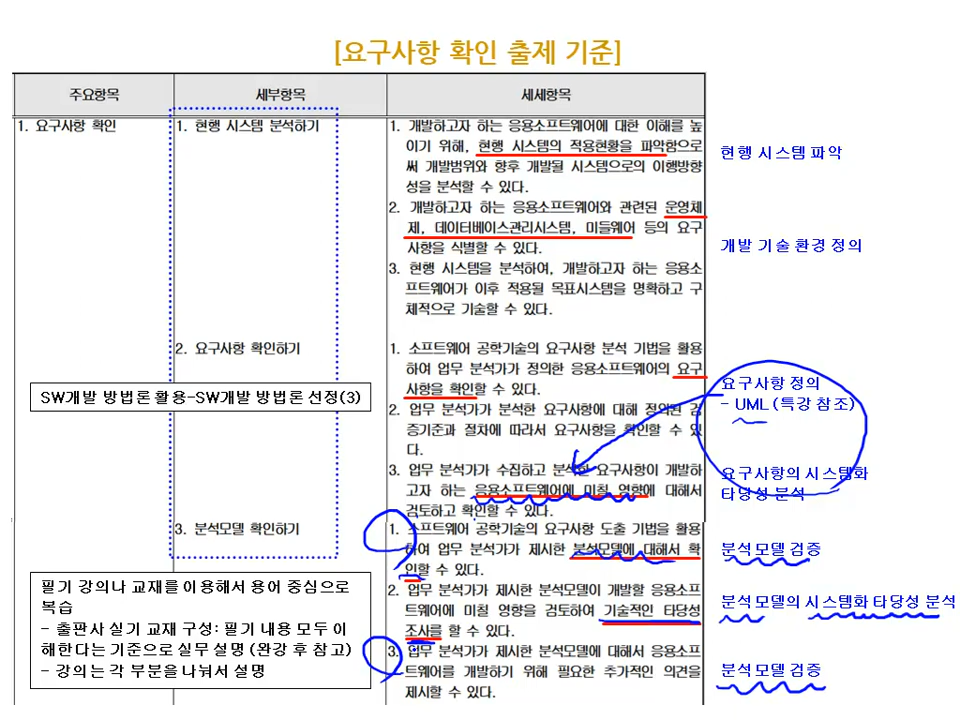 [요구사항 확인 출제 기준]
주요항목 세부항목 세세항목
1. 요구사항 확인
1. 현행 시스템 분석하기
1. 개발하고자 하는 응용소프트웨어에 대한 이해를 높
이기 위해, 현행 시스템의 적용현황을 파악함으로
써 개발범위와 향후 개발될 시스템으로의 이행방향
성을 분석할 수 있다.
현행 시스템 파악
2. 개발하고자 하는 응용소프트웨어와 관련된 운영체
제, 데이터베이스관리시스템, 미들웨어 등의 요구
사항을 식별할 수 있다.
개발 기술 환경 정의
3. 현행 시스템을 분석하여, 개발하고자 하는 응용소
프트웨어가 이후 적용될 목표시스템을 명확하고 구
체적으로 기술할 수 있다.
2. 요구사항 확인하기
1. 소프트웨어 공학기술의 요구사항 분석 기법을 활용
하여 업무 분석가가 정의한 응용소프트웨어의 요구
사항을 확인할 수 있다.
요구사항 정의
- UML (특강 참조)
SW개발 방법론 활용-SW개발 방법론 선정(3)
2. 업무 분석가가 분석한 요구사항에 대해 정의된 검
증기준과 절차에 따라서 요구사항을 확인할 수 있
다.
3. 업무 분석가가 수집하고 분석한 요구사항이 개발하
고자 하는 응용소프트웨어에 미칠 영향에 대해서
검토하고 확인할 수 있다.
요구사항의 시스템화
타당성 분석
3. 분석모델 확인하기
1. 소프트웨어 공학기술의 요구사항 도출 기법을 활용
하여 업무 분석가가 제시한 분석모델에 대해서 확
인할 수 있다.
분석모델 검증
필기 강의나 교재를 이용해서 용어 중심으로
복습
- 출판사 실기 교재 구성: 필기 내용 모두 이
해한다는 기준으로 실무 설명 (완강 후 참고)
- 강의는 각 부분을 나눠서 설명
2. 업무 분석가가 제시한 분석모델이 개발할 응용소프
트웨어에 미칠 영향을 검토하여 기술적인 타당성
조사를 할 수 있다.
분석모델의 시스템화 타당성 분석
3. 업무 분석가가 제시한 분석모델에 대해서 응용소프
트웨어를 개발하기 위해 필요한 추가적인 의견을
제시할 수 있다.
분석모델 검증